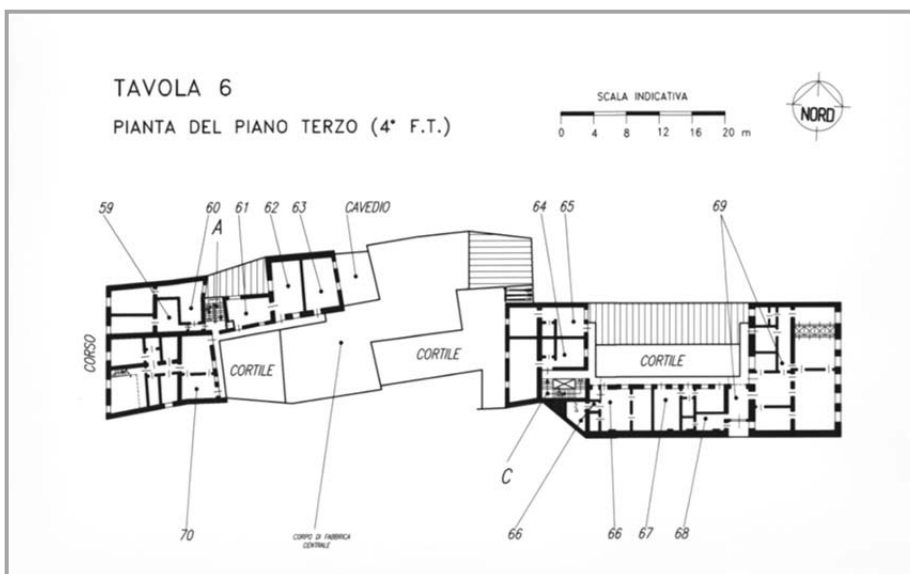 TAVOLA 6
PIANTA DEL PIANO TERZO (4° F.T.)
SCALA INDICATIVA
0 4 8 12 16 20 m
NORD
59 60 61 62 63 CAVEDIO 64 65 69
A
CORSO
CORTILE
CORTILE
CORTILE
C
70
CORPO DI FABBRICA
CENTRALE
66 66 67 68